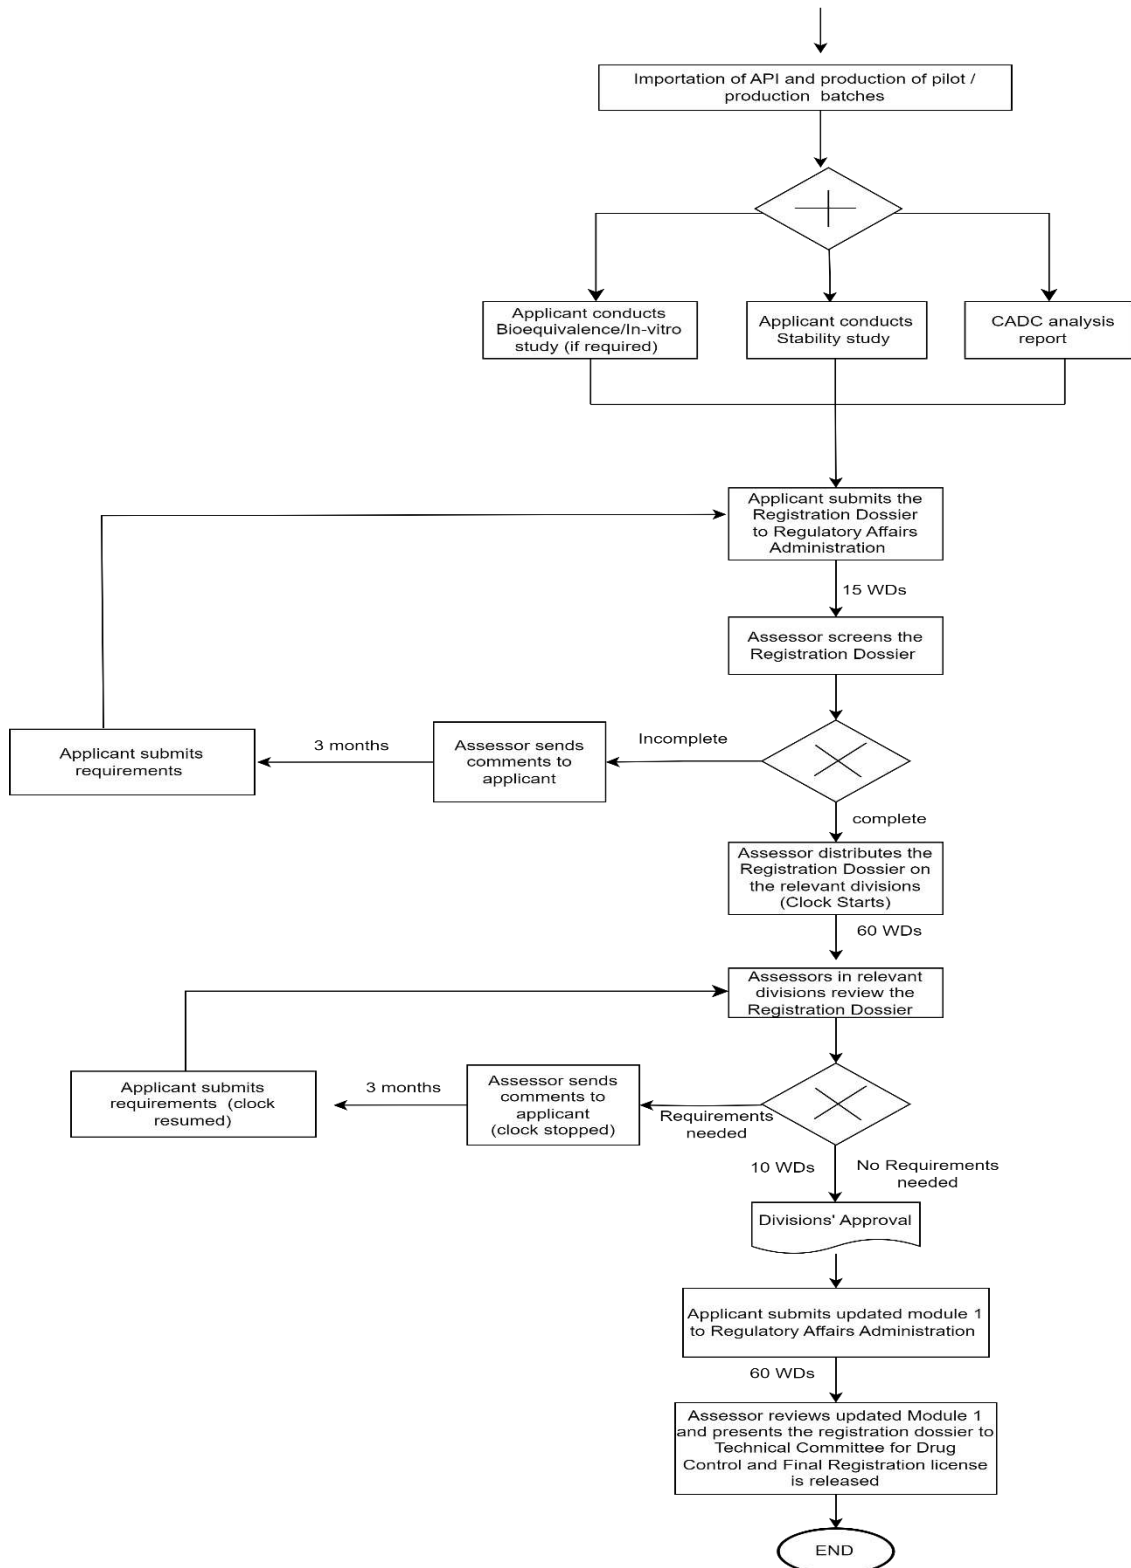 Importation of API and production of pilot /
production batches
Applicant conducts
Bioequivalence/In-vitro
study (if required)
Applicant conducts
Stability study
CADC analysis
report
Applicant submits the
Registration Dossier
to Regulatory Affairs
Administration
15 WDs
Assessor screens the
Registration Dossier
Incomplete
Assessor sends
comments to
applicant
3 months
Applicant submits
requirements
complete
Assessor distributes the
Registration Dossier on
the relevant divisions
(Clock Starts)
60 WDs
Assessors in relevant
divisions review the
Registration Dossier
Requirements
needed
Assessor sends
comments to
applicant
(clock stopped)
3 months
Applicant submits
requirements (clock
resumed)
10 WDs
No Requirements
needed
Divisions' Approval
Applicant submits updated module 1
to Regulatory Affairs Administration
60 WDs
Assessor reviews updated Module 1
and presents the registration dossier to
Technical Committee for Drug
Control and Final Registration license
is released
END